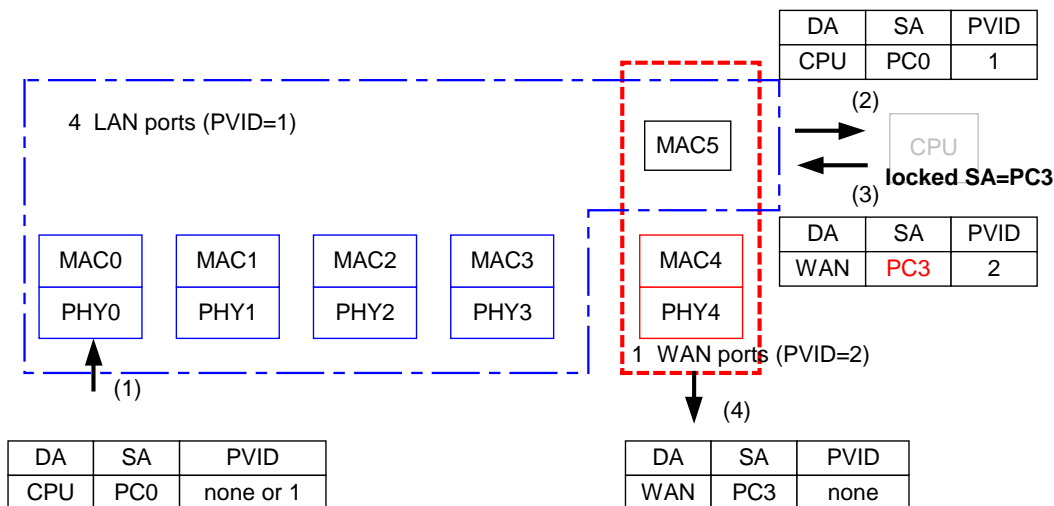 DA SA PVID
CPU PC0 1
4 LAN ports (PVID=1)
(2)
MAC5
CPU
locked SA=PC3
(3)
DA SA PVID
WAN PC3 2
MAC0 MAC1 MAC2 MAC3 MAC4
PHY0 PHY1 PHY2 PHY3 PHY4
1 WAN ports (PVID=2)
(1)
(4)
DA SA PVID
CPU PC0 none or 1
DA SA PVID
WAN PC3 none